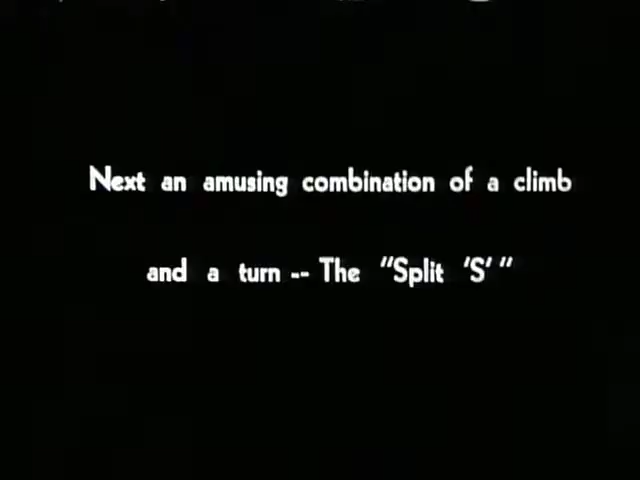 Next an amusing combination of a climb
and a turn -- The "Split 'S'"